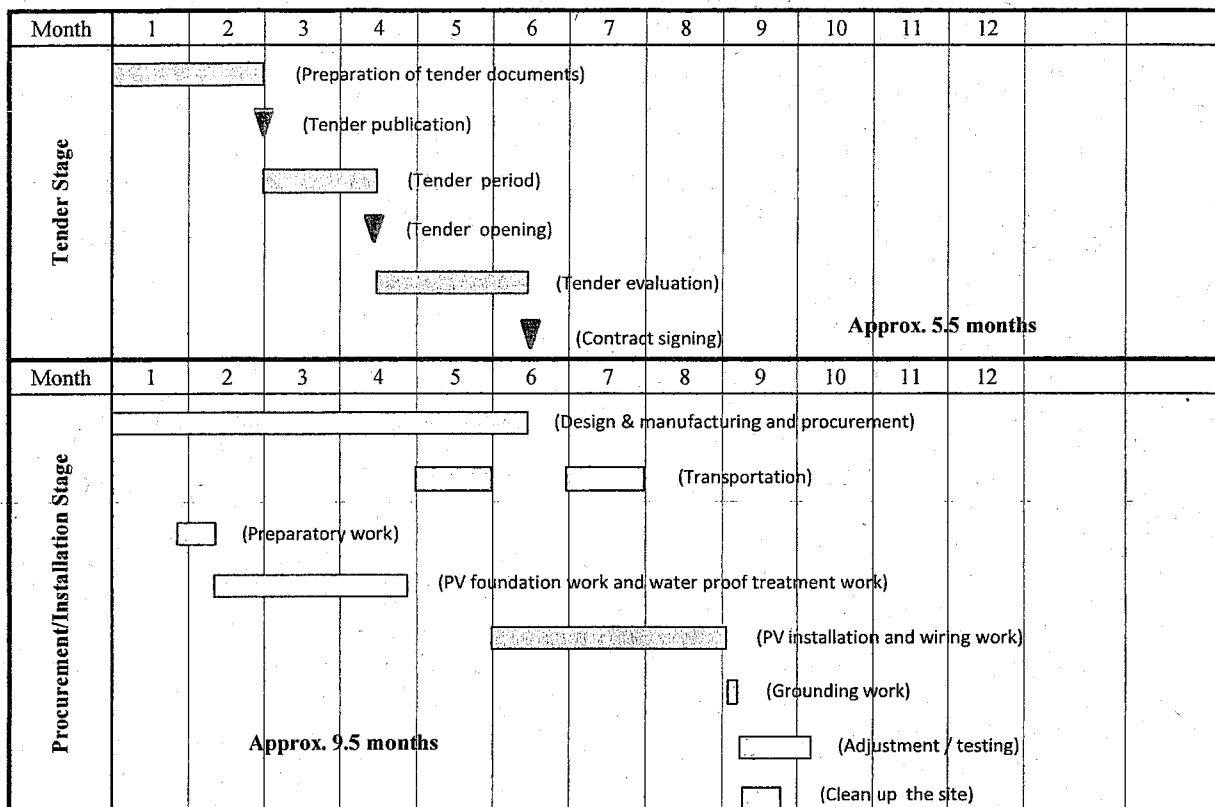 Month 1 2 3 4 5 6 7 8 9 10 11 12
Tender Stage
(Preparation of tender documents)
(Tender publication)
(Tender period)
(Tender opening)
(Tender evaluation)
(Contract signing)
Approx. 5.5 months
Month 1 2 3 4 5 6 7 8 9 10 11 12
Procurement/Installation Stage
(Design & manufacturing and procurement)
(Transportation)
(Preparatory work)
(PV foundation work and water proof treatment work)
(PV installation and wiring work)
(Grounding work)
Approx. 9.5 months
(Adjustment / testing)
(Clean up the site)